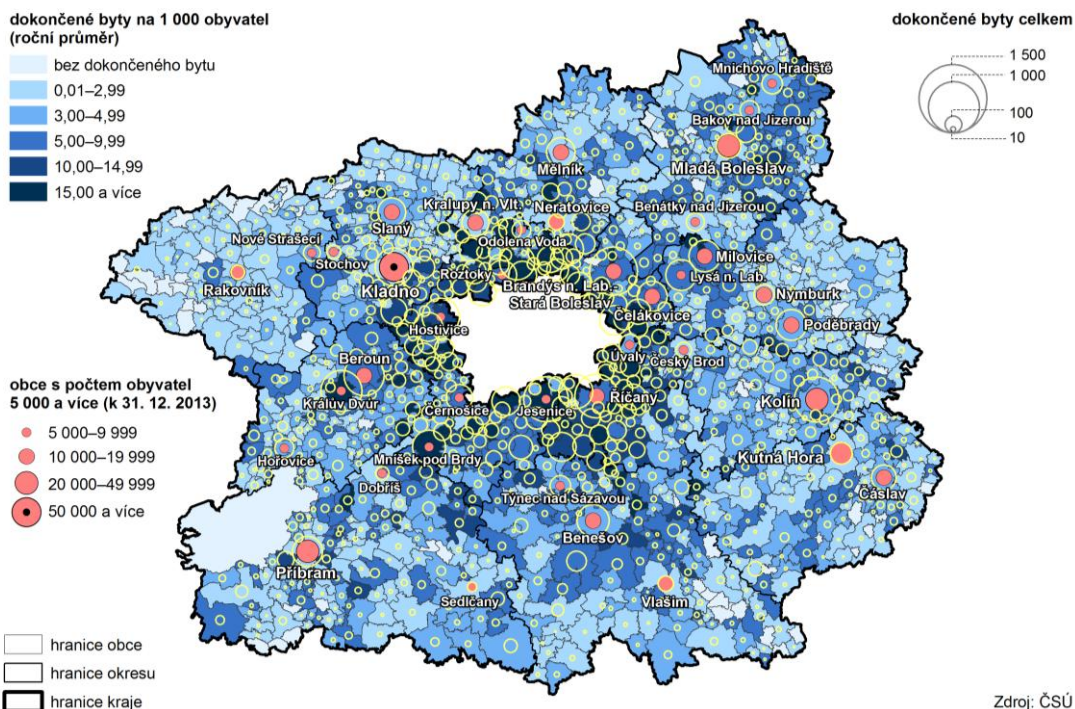 dokončené byty na 1 000 obyvatel
(roční průměr)
bez dokončeného bytu
0,01–2,99
3,00–4,99
5,00–9,99
10,00–14,99
15,00 a více
dokončené byty celkem
1 500
1 000
100
10
Mnichovo Hradiště
Bakov nad Jizerou
Mladá Boleslav
Mělník
Benátky nad Jizerou
Kralupy n. Vlt.
Neratovice
Slaný
Odolena Voda
Nové Strašecí
Stochov
Milovice
Lysá n. Lab.
Roztoky
Rakovník
Kladno
Brandýs n. Lab.-
Stará Boleslav
Nymburk
Čelákovice
Hostivice
Poděbrady
Úvaly
Český Brod
Beroun
obce s počtem obyvatel
5 000 a více (k 31. 12. 2013)
5 000–9 999
10 000–19 999
20 000–49 999
50 000 a více
Králův Dvůr
Černošice
Jesenice
Říčany
Kolín
Hořovice
Mníšek pod Brdy
Kutná Hora
Dobříš
Čáslav
Týnec nad Sázavou
Benešov
Příbram
Sedlčany
Vlašim
hranice obce
hranice okresu
hranice kraje
Zdroj: ČSÚ